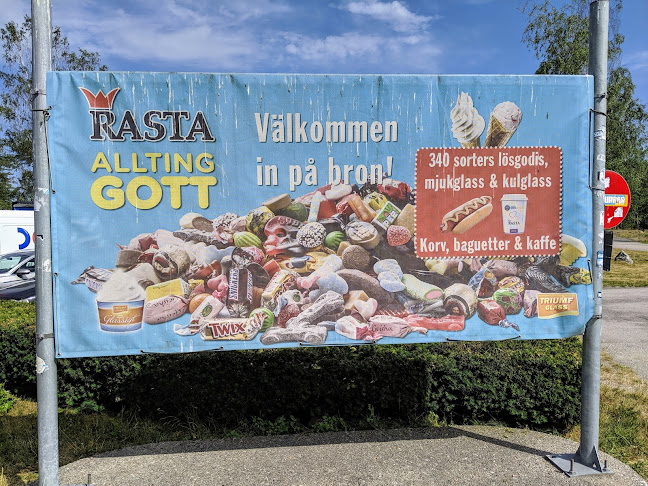 RASTA
ALLTING
GOTT
Välkommen
in på bron!
340 sorters lösgodis,
mjukglass & kulglass
Korv, baguetter & kaffe
TWIX
TRIUMF
GLASS